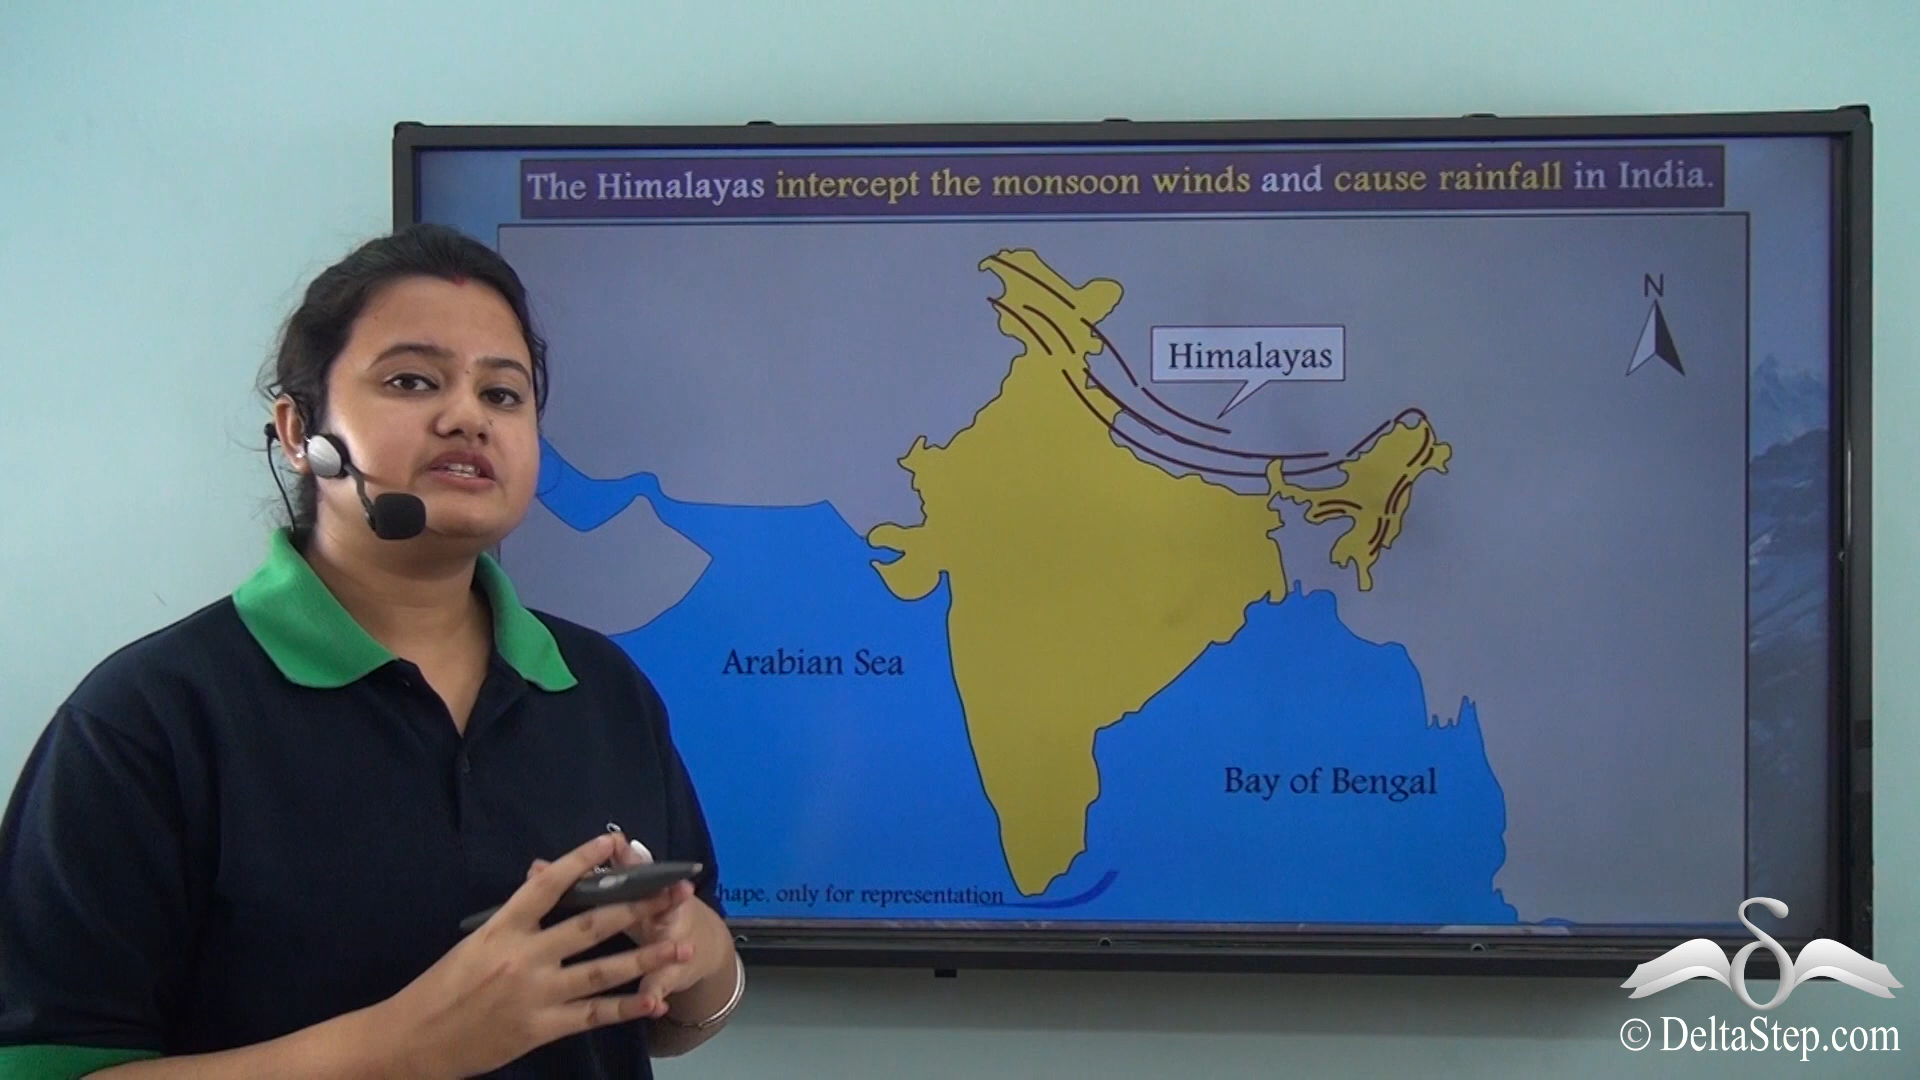 The Himalayas intercept the monsoon winds and cause rainfall in India.
N
Himalayas
Arabian Sea
Bay of Bengal
only for representation
© DeltaStep.com